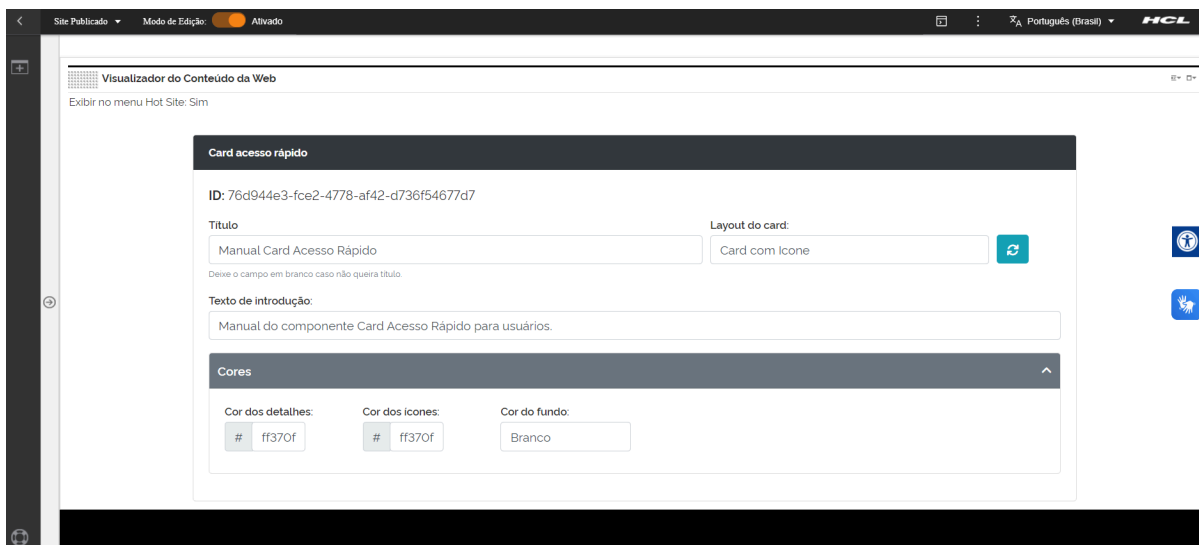 Site Publicado Modo de Edição: Ativado Português (Brasil) HCL
Visualizador do Conteúdo da Web
Exibir no menu Hot Site: Sim
Card acesso rápido
ID: 76d944e3-fce2-4778-af42-d736f54677d7
Título Layout do card:
Manual Card Acesso Rápido Card com Icone
Deixe o campo em branco caso não queira título.
Texto de introdução:
Manual do componente Card Acesso Rápido para usuários.
Cores
Cor dos detalhes: Cor dos ícones: Cor do fundo:
# ff370f # ff370f Branco